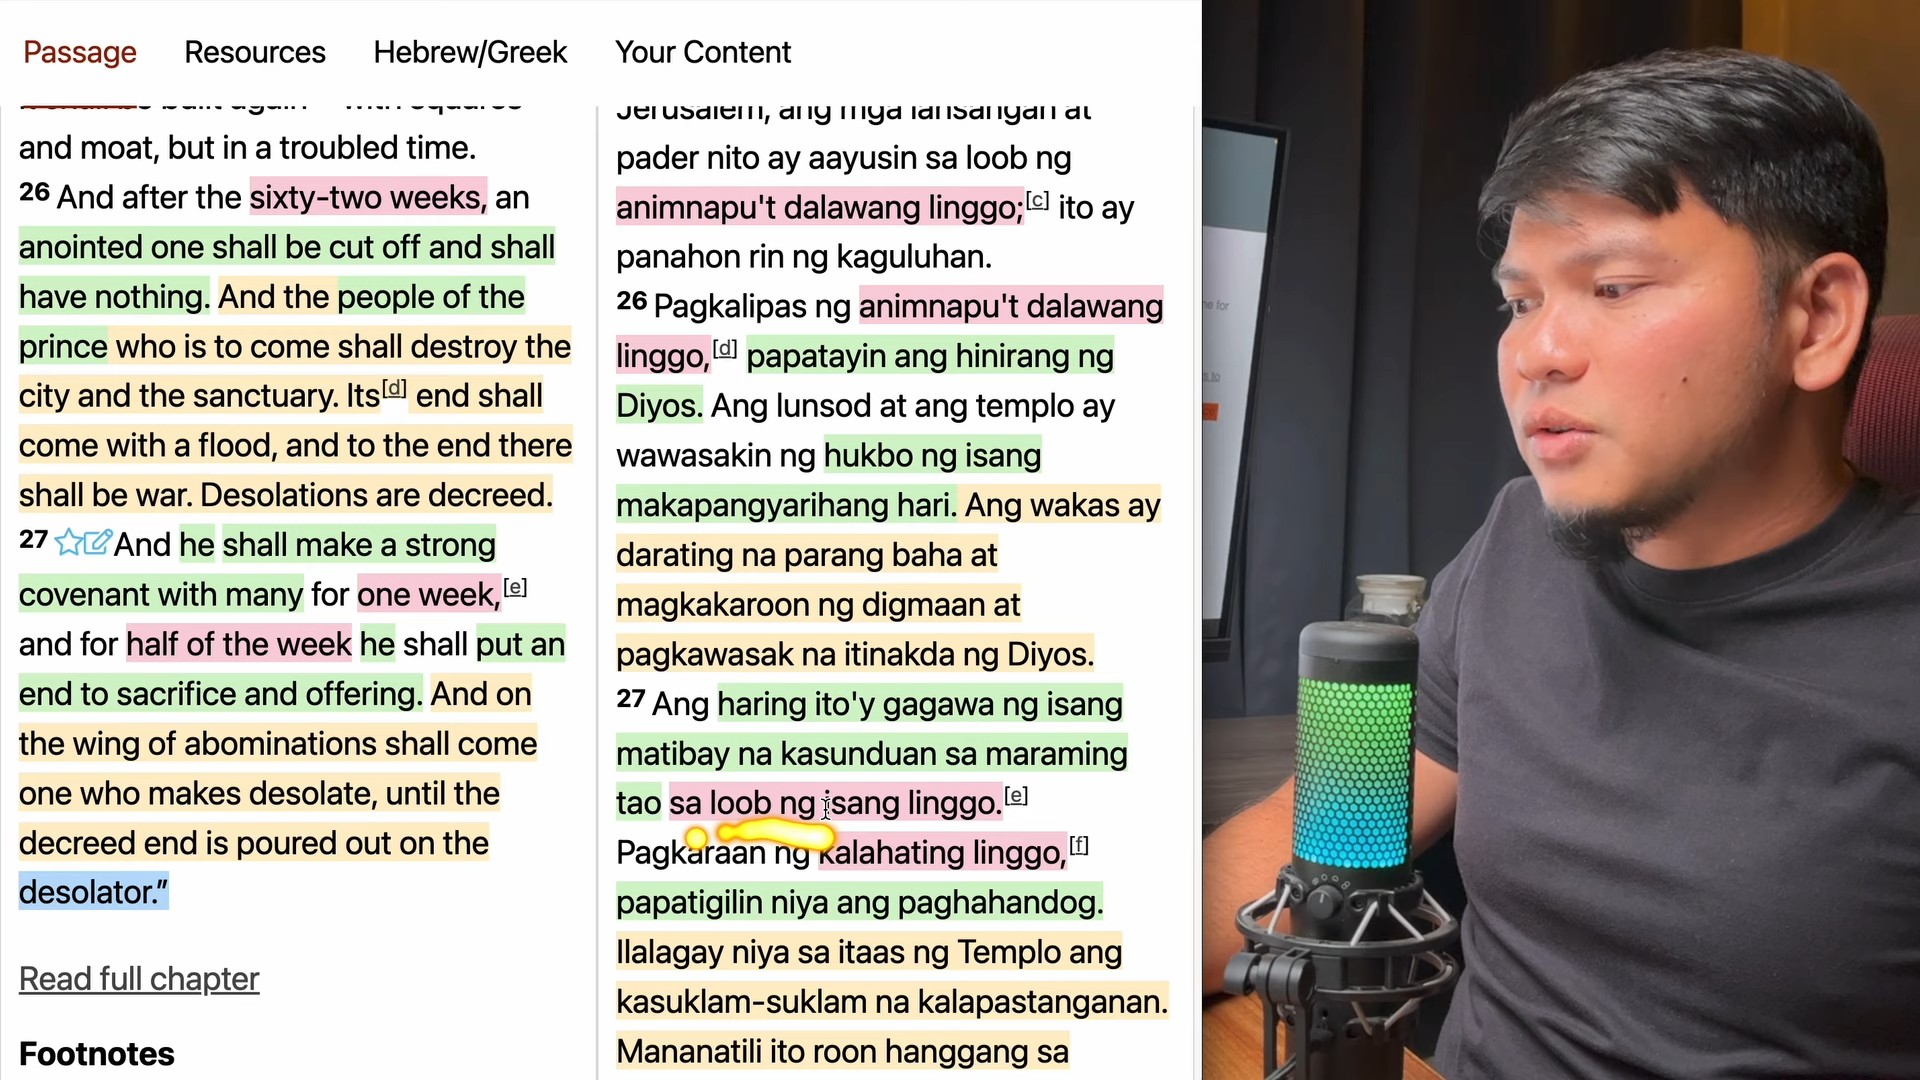 Passage Resources Hebrew/Greek Your Content
and moat, but in a troubled time.
26 And after the sixty-two weeks, an
anointed one shall be cut off and shall
have nothing. And the people of the
prince who is to come shall destroy the
city and the sanctuary. Its[d] end shall
come with a flood, and to the end there
shall be war. Desolations are decreed.
27 And he shall make a strong
covenant with many for one week,[e]
and for half of the week he shall put an
end to sacrifice and offering. And on
the wing of abominations shall come
one who makes desolate, until the
decreed end is poured out on the
desolator.”
Read full chapter
Footnotes
Jerusalem, ang mga lansangan at
pader nito ay aayusin sa loob ng
animnapu't dalawang linggo;[c] ito ay
panahon rin ng kaguluhan.
26 Pagkalipas ng animnapu't dalawang
linggo,[d] papatayin ang hinirang ng
Diyos. Ang lunsod at ang templo ay
wawasakin ng hukbo ng isang
makapangyarihang hari. Ang wakas ay
darating na parang baha at
magkakaroon ng digmaan at
pagkawasak na itinakda ng Diyos.
27 Ang haring ito'y gagawa ng isang
matibay na kasunduan sa maraming
tao sa loob ng isang linggo.[e]
Pagkaraan ng kalahating linggo,[f]
papatigilin niya ang paghahandog.
Ilalagay niya sa itaas ng Templo ang
kasuklam-suklam na kalapastanganan.
Mananatili ito roon hanggang sa